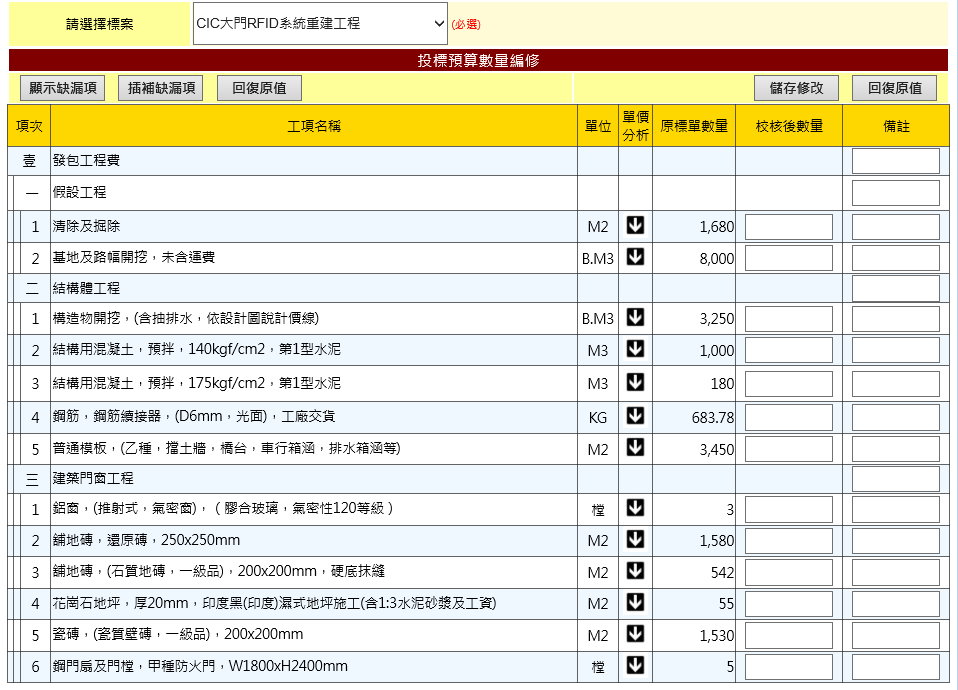 請選擇標案 CIC大門RFID系統重建工程 (必選)
投標預算數量編修
顯示缺漏項 插補缺漏項 回復原值 儲存修改 回復原值
項次 工項名稱 單位 單價分析 原標單數量 校核後數量 備註
壹 發包工程費
一 假設工程
1 清除及掘除 M2 1,680
2 基地及路幅開挖，未含運費 B.M3 8,000
二 結構體工程
1 構造物開挖，(含抽排水，依設計圖說計價線) B.M3 3,250
2 結構用混凝土，預拌，140kgf/cm2，第1型水泥 M3 1,000
3 結構用混凝土，預拌，175kgf/cm2，第1型水泥 M3 180
4 鋼筋，鋼筋續接器，(D6mm，光面)，工廠交貨 KG 683.78
5 普通模板，(乙種，擋土牆，橋台，車行箱涵，排水箱涵等) M2 3,450
三 建築門窗工程
1 鋁窗，(推射式，氣密窗)，（膠合玻璃，氣密性120等級） 樘 3
2 舖地磚，還原磚，250x250mm M2 1,580
3 舖地磚，(石質地磚，一級品)，200x200mm，硬底抹縫 M2 542
4 花崗石地坪，厚20mm，印度黑(印度)濕式地坪施工(含1:3水泥砂漿及工資) M2 55
5 瓷磚，(瓷質壁磚，一級品)，200x200mm M2 1,530
6 鋼門扇及門樘，甲種防火門，W1800xH2400mm 樘 5